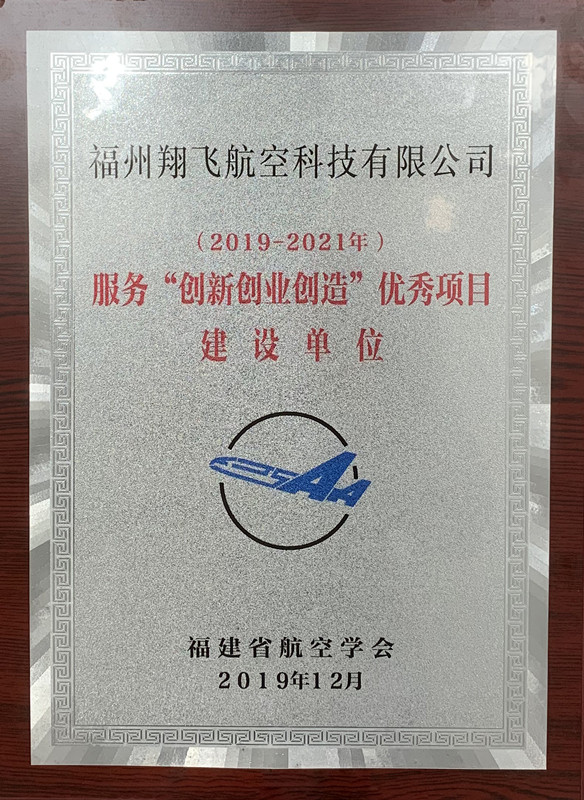 福州翔飞航空科技有限公司
（2019-2021年）
服务“创新创业创造”优秀项目
建设单位
福建省航空学会
2019年12月